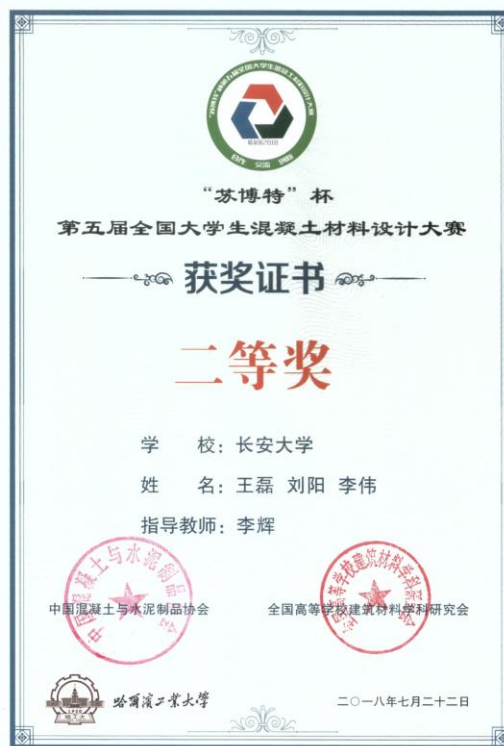 “苏博特”杯
第五届全国大学生混凝土材料设计大赛
获奖证书
二等奖
学 校：长安大学
姓 名：王磊 刘阳 李伟
指导教师：李辉
中国混凝土与水泥制品协会
全国高等学校建筑材料学科研究会
哈尔滨工业大学
二〇一八年七月二十二日